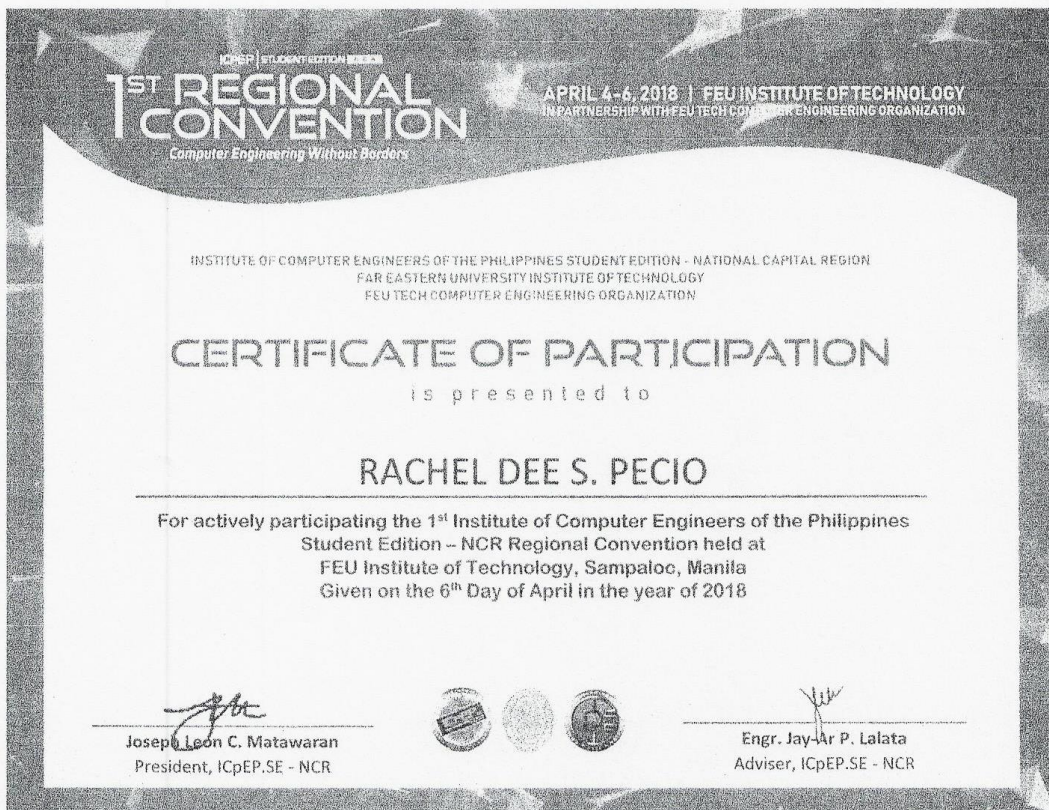 ICPEP | STUDENT EDITION
1ST REGIONAL
CONVENTION
Computer Engineering Without Borders
APRIL 4-6, 2018 | FEU INSTITUTE OF TECHNOLOGY
IN PARTNERSHIP WITH FEU TECH COMPUTER ENGINEERING ORGANIZATION
INSTITUTE OF COMPUTER ENGINEERS OF THE PHILIPPINES STUDENT EDITION - NATIONAL CAPITAL REGION
FAR EASTERN UNIVERSITY INSTITUTE OF TECHNOLOGY
FEU TECH COMPUTER ENGINEERING ORGANIZATION
CERTIFICATE OF PARTICIPATION
is presented to
RACHEL DEE S. PECIO
For actively participating the 1st Institute of Computer Engineers of the Philippines
Student Edition – NCR Regional Convention held at
FEU Institute of Technology, Sampaloc, Manila
Given on the 6th Day of April in the year of 2018
Joseph Leon C. Matawaran
President, ICpEP.SE - NCR
Engr. Jay-Ar P. Lalata
Adviser, ICpEP.SE - NCR